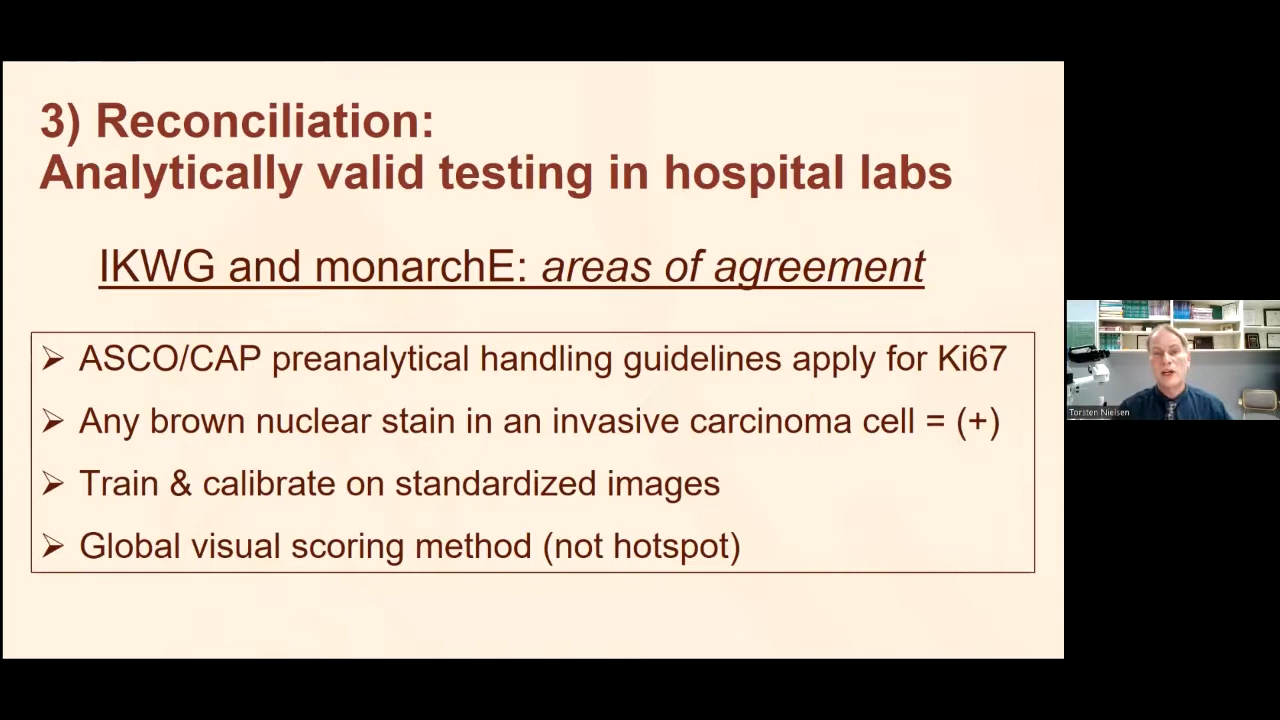 3) Reconciliation:
Analytically valid testing in hospital labs
IKWG and monarchE: areas of agreement
➢ ASCO/CAP preanalytical handling guidelines apply for Ki67
➢ Any brown nuclear stain in an invasive carcinoma cell = (+)
➢ Train & calibrate on standardized images
➢ Global visual scoring method (not hotspot)
Torsten Nielsen